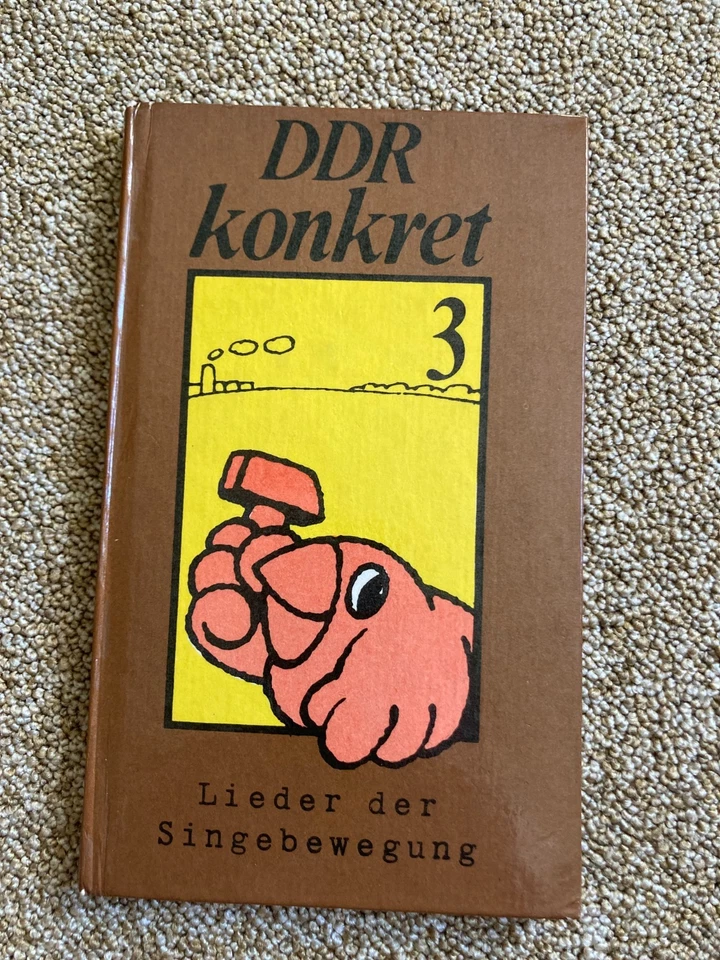 DDR
konkret
3
Lieder der
Singebewegung